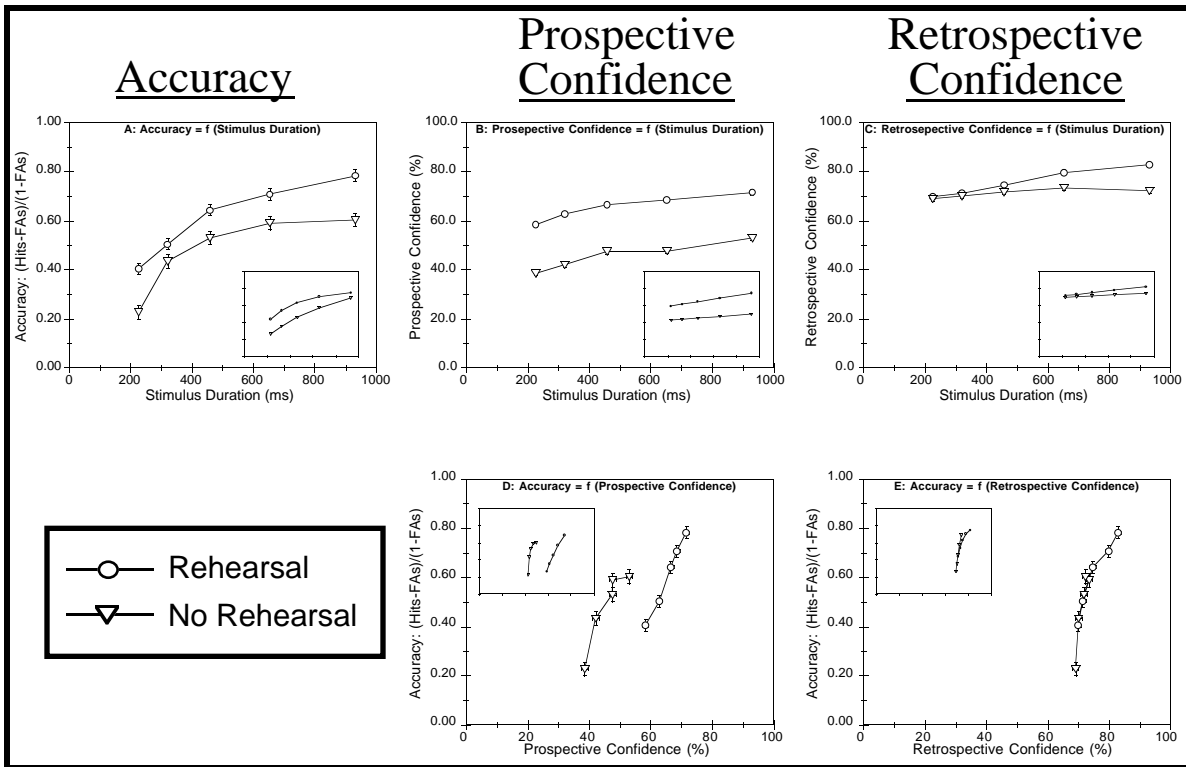 Accuracy
Prospective
Confidence
Retrospective
Confidence
A: Accuracy = f (Stimulus Duration)
Accuracy: (Hits-FAs)/(1-FAs)
1.00
0.80
0.60
0.40
0.20
0.00
0
200
400
600
800
1000
Stimulus Duration (ms)
B: Prosepective Confidence = f (Stimulus Duration)
Prospective Confidence (%)
100.0
80.0
60.0
40.0
20.0
0.0
0
200
400
600
800
1000
Stimulus Duration (ms)
C: Retrosepective Confidence = f (Stimulus Duration)
Retrospective Confidence (%)
100.0
80.0
60.0
40.0
20.0
0.0
0
200
400
600
800
1000
Stimulus Duration (ms)
Rehearsal
No Rehearsal
D: Accuracy = f (Prospective Confidence)
Accuracy: (Hits-FAs)/(1-FAs)
1.00
0.80
0.60
0.40
0.20
0.00
0
20
40
60
80
100
Prospective Confidence (%)
E: Accuracy = f (Retrospective Confidence)
Accuracy: (Hits-FAs)/(1-FAs)
1.00
0.80
0.60
0.40
0.20
0.00
0
20
40
60
80
100
Retrospective Confidence (%)